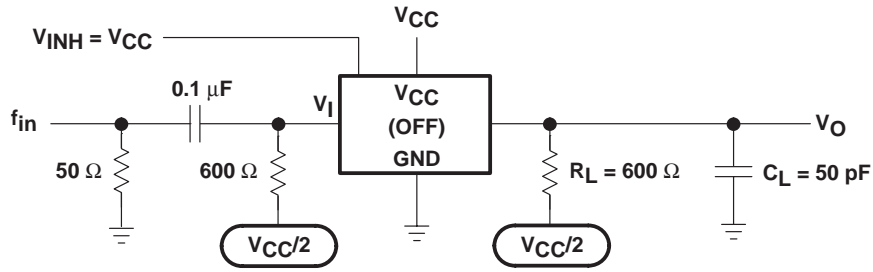 VCC
VINH = VCC
0.1 μF
fin
VI
VCC
(OFF)
GND
VO
50 Ω
600 Ω
RL = 600 Ω
CL = 50 pF
VCC/2
VCC/2